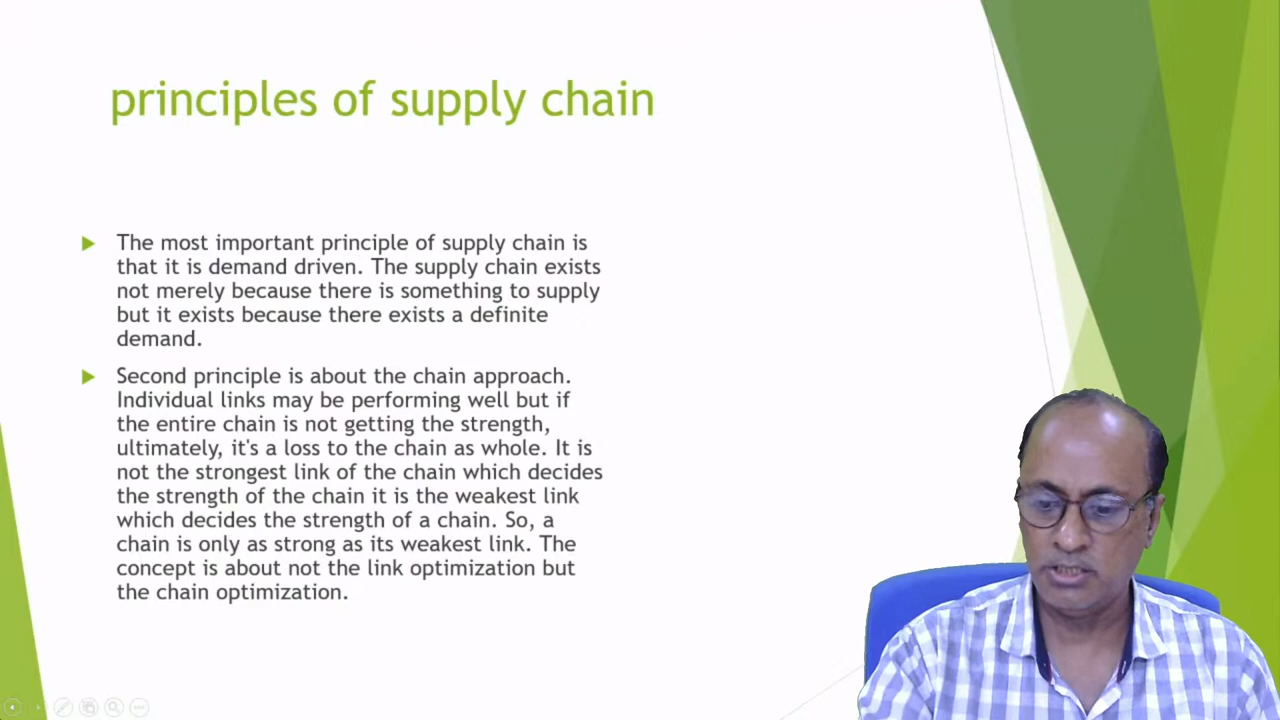 principles of supply chain
The most important principle of supply chain is
that it is demand driven. The supply chain exists
not merely because there is something to supply
but it exists because there exists a definite
demand.
Second principle is about the chain approach.
Individual links may be performing well but if
the entire chain is not getting the strength,
ultimately, it's a loss to the chain as whole. It is
not the strongest link of the chain which decides
the strength of the chain it is the weakest link
which decides the strength of a chain. So, a
chain is only as strong as its weakest link. The
concept is about not the link optimization but
the chain optimization.